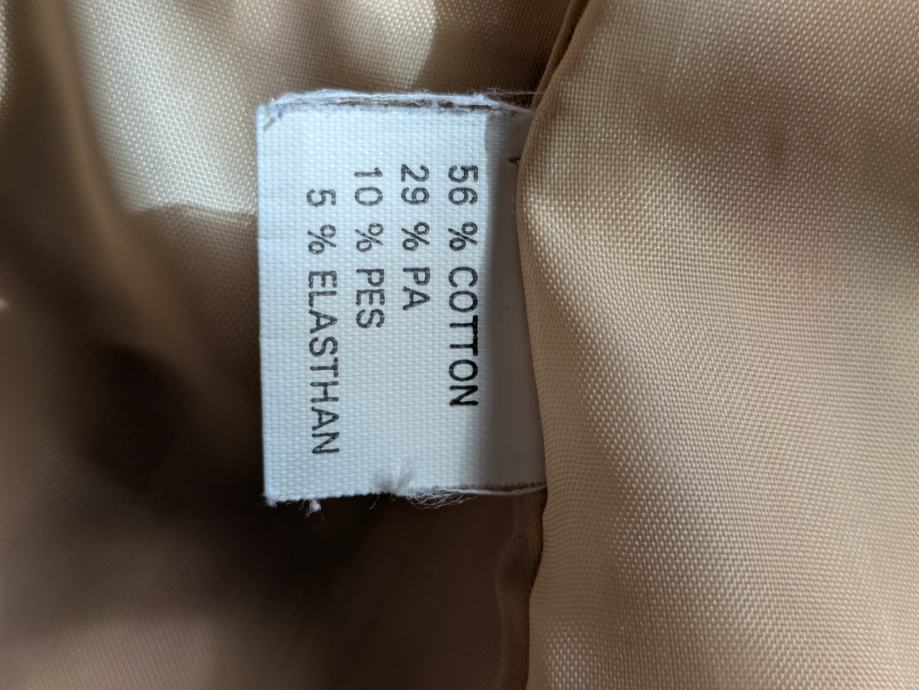 56 % COTTON
29 % PA
10 % PES
5 % ELASTHAN